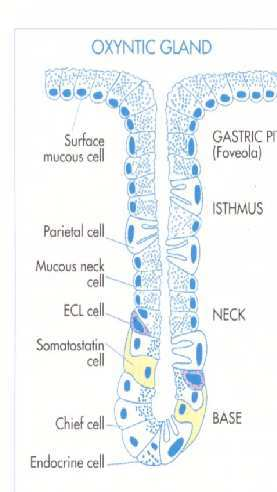 OXYNTIC GLAND
Surface
mucous cell
GASTRIC PI
(Foveola)
ISTHMUS
Parietal cell
Mucous neck
cell
ECL cell
NECK
Somatostatin
cell
Chief cell
BASE
Endocrine cell